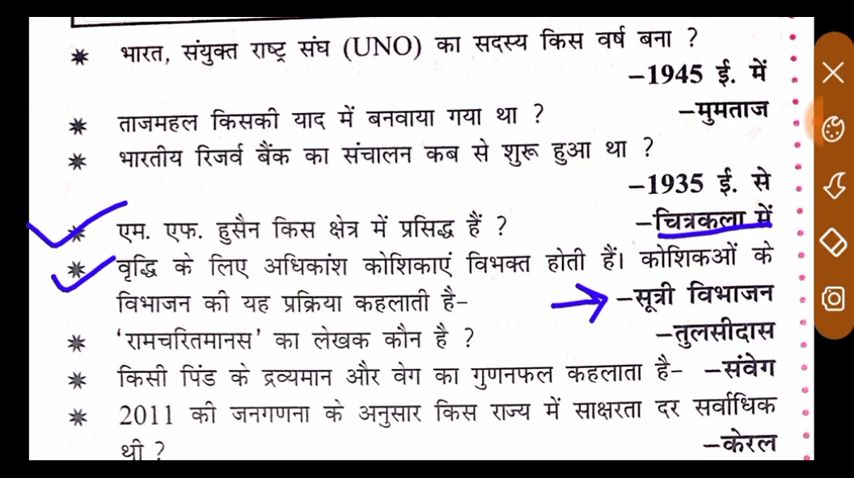 * भारत, संयुक्त राष्ट्र संघ (UNO) का सदस्य किस वर्ष बना ?
–1945 ई. में
* ताजमहल किसकी याद में बनवाया गया था ? –मुमताज
* भारतीय रिजर्व बैंक का संचालन कब से शुरू हुआ था ?
–1935 ई. से
* एम. एफ. हुसैन किस क्षेत्र में प्रसिद्ध हैं ? –चित्रकला में
* वृद्धि के लिए अधिकांश कोशिकाएं विभक्त होती हैं। कोशिकओं के
विभाजन की यह प्रक्रिया कहलाती है– –सूत्री विभाजन
* ‘रामचरितमानस’ का लेखक कौन है ? –तुलसीदास
* किसी पिंड के द्रव्यमान और वेग का गुणनफल कहलाता है– –संवेग
* 2011 की जनगणना के अनुसार किस राज्य में साक्षरता दर सर्वाधिक
थी ? –केरल